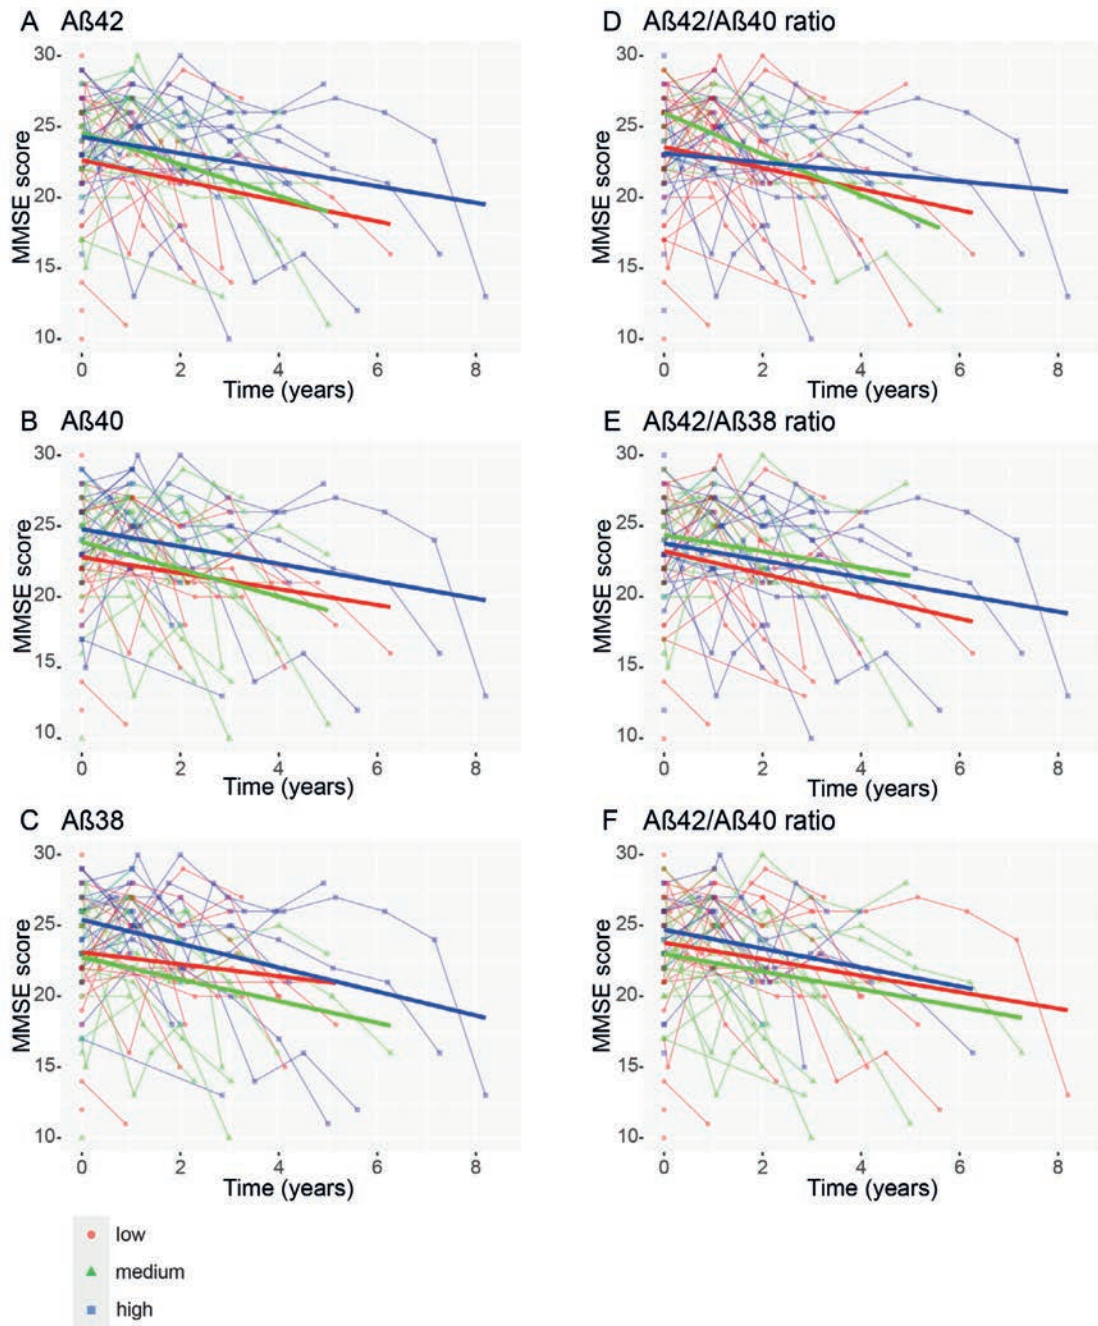 A Aß42
30-
25-
20-
15-
10-
MMSE score
0 2 4 6 8
Time (years)
B Aß40
30-
25-
20-
15-
10-
MMSE score
0 2 4 6 8
Time (years)
C Aß38
30-
25-
20-
15-
10-
MMSE score
0 2 4 6 8
Time (years)
low
medium
high
D Aß42/Aß40 ratio
30-
25-
20-
15-
10-
MMSE score
0 2 4 6 8
Time (years)
E Aß42/Aß38 ratio
30-
25-
20-
15-
10-
MMSE score
0 2 4 6 8
Time (years)
F Aß42/Aß40 ratio
30-
25-
20-
15-
10-
MMSE score
0 2 4 6 8
Time (years)